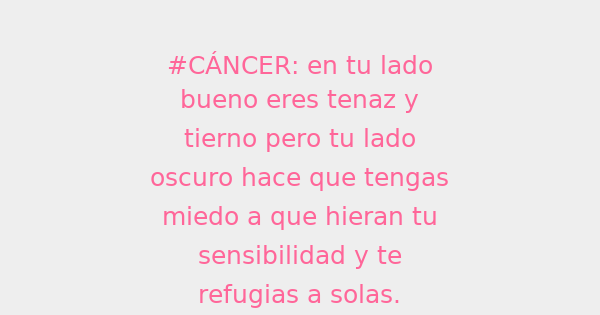 #CÁNCER: en tu lado
bueno eres tenaz y
tierno pero tu lado
oscuro hace que tengas
miedo a que hieran tu
sensibilidad y te
refugias a solas.